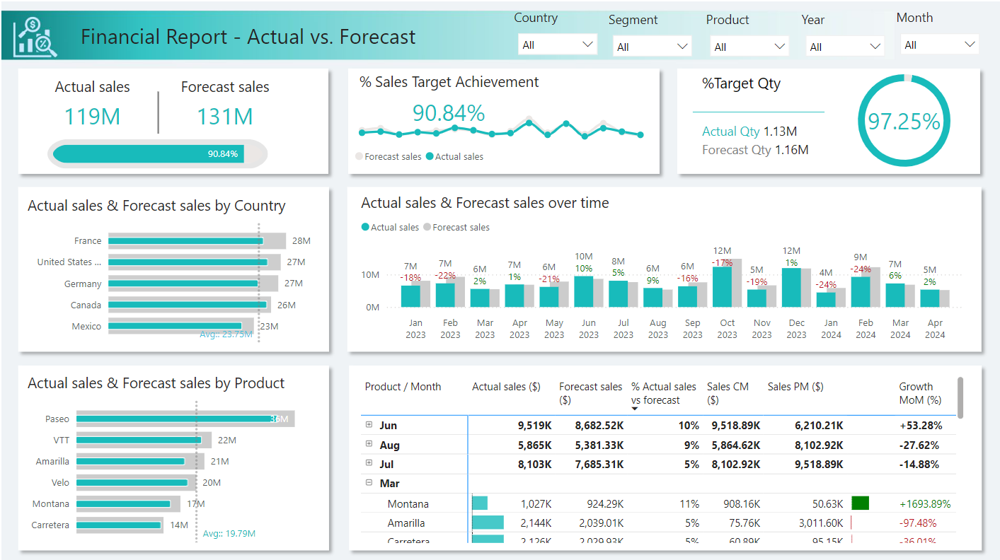 Financial Report - Actual vs. Forecast
Country
All
Segment
All
Product
All
Year
All
Month
All
Actual sales
119M
Forecast sales
131M
90.84%
% Sales Target Achievement
90.84%
Forecast sales Actual sales
%Target Qty
Actual Qty 1.13M
Forecast Qty 1.16M
97.25%
Actual sales & Forecast sales by Country
France 28M
United States ... 27M
Germany 27M
Canada 26M
Mexico 23M
Avg:: 23.75M
Actual sales & Forecast sales over time
Actual sales Forecast sales
10M
0M
7M -18% Jan 2023
7M -22% Feb 2023
6M 2% Mar 2023
7M 1% Apr 2023
6M -21% May 2023
10M 10% Jun 2023
8M 5% Jul 2023
6M 9% Aug 2023
6M -16% Sep 2023
12M -17% Oct 2023
5M -19% Nov 2023
12M 1% Dec 2023
4M -24% Jan 2024
9M -24% Feb 2024
7M 6% Mar 2024
5M 2% Apr 2024
Actual sales & Forecast sales by Product
Paseo 36M
VTT 22M
Amarilla 21M
Velo 20M
Montana 17M
Carretera 14M
Avg:: 19.79M
Product / Month Actual sales ($) Forecast sales ($) % Actual sales vs forecast Sales CM ($) Sales PM ($) Growth MoM (%)
Jun 9,519K 8,682.52K 10% 9,518.89K 6,210.21K +53.28%
Aug 5,865K 5,381.33K 9% 5,864.62K 8,102.92K -27.62%
Jul 8,103K 7,685.31K 5% 8,102.92K 9,518.89K -14.88%
Mar
Montana 1,027K 924.29K 11% 908.16K 50.63K +1693.89%
Amarilla 2,144K 2,039.01K 5% 75.76K 3,011.60K -97.48%
Carretera 2,126K 2,029.93K 5% 60.89K 95.15K -36.01%